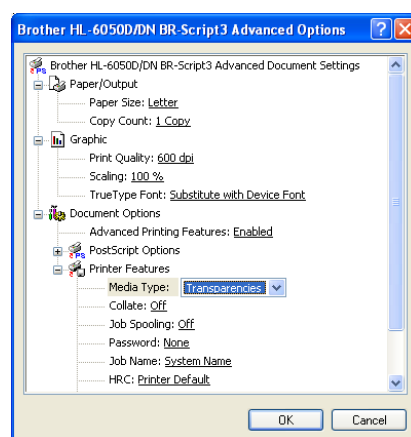 Brother HL-6050D/DN BR-Script3 Advanced Options
Brother HL-6050D/DN BR-Script3 Advanced Document Settings
Paper/Output
Paper Size: Letter
Copy Count: 1 Copy
Graphic
Print Quality: 600 dpi
Scaling: 100 %
TrueType Font: Substitute with Device Font
Document Options
Advanced Printing Features: Enabled
PostScript Options
Printer Features
Media Type: Transparencies
Collate: Off
Job Spooling: Off
Password: None
Job Name: System Name
HRC: Printer Default
OK Cancel